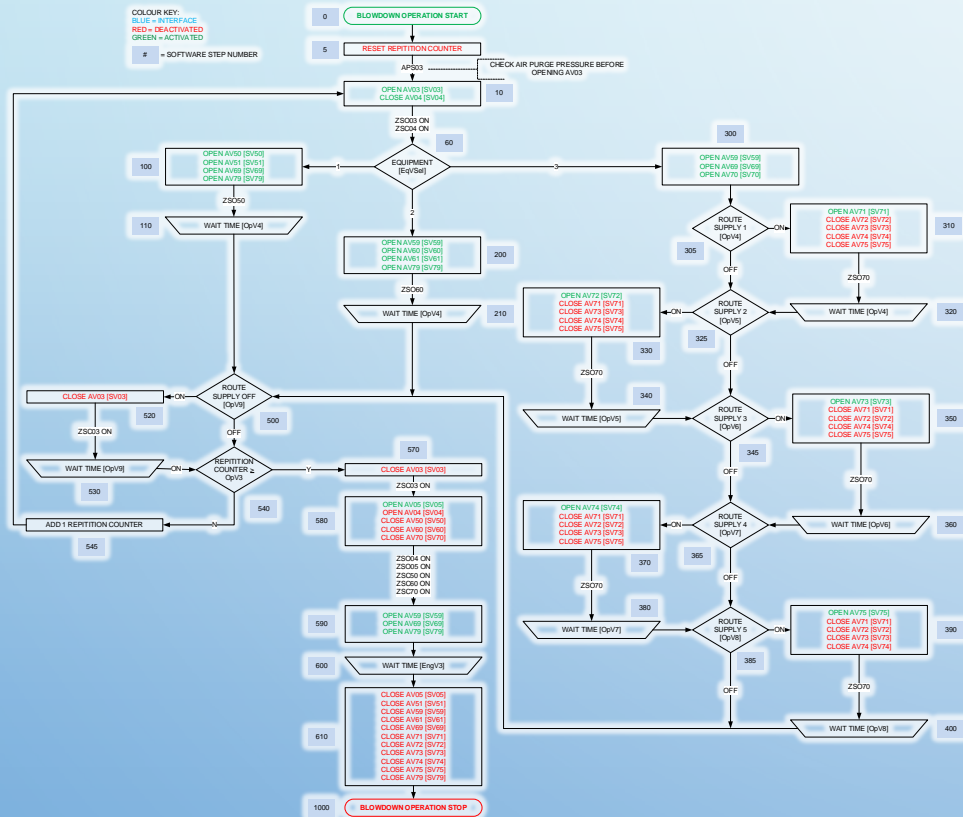 COLOUR KEY:
BLUE = INTERFACE
RED = DEACTIVATED
GREEN = ACTIVATED
# = SOFTWARE STEP NUMBER
0
BLOWDOWN OPERATION START
5
RESET REPITITION COUNTER
APS03
CHECK AIR PURGE PRESSURE BEFORE
OPENING AV03
OPEN AV03 [SV03]
CLOSE AV04 [SV04]
10
ZSO03 ON
ZSC04 ON
60
EQUIPMENT
[EqVSel]
1
2
3
100
OPEN AV50 [SV50]
OPEN AV51 [SV51]
OPEN AV69 [SV69]
OPEN AV79 [SV79]
ZSO50
110
WAIT TIME [OpV4]
OPEN AV59 [SV59]
OPEN AV60 [SV60]
OPEN AV61 [SV61]
OPEN AV79 [SV79]
200
ZSO60
WAIT TIME [OpV4]
210
300
OPEN AV59 [SV59]
OPEN AV69 [SV69]
OPEN AV70 [SV70]
ROUTE
SUPPLY 1
[OpV4]
305
ON
OFF
OPEN AV71 [SV71]
CLOSE AV72 [SV72]
CLOSE AV73 [SV73]
CLOSE AV74 [SV74]
CLOSE AV75 [SV75]
310
ZSO70
WAIT TIME [OpV4]
320
ROUTE
SUPPLY 2
[OpV5]
325
ON
OFF
OPEN AV72 [SV72]
CLOSE AV71 [SV71]
CLOSE AV73 [SV73]
CLOSE AV74 [SV74]
CLOSE AV75 [SV75]
330
ZSO70
340
WAIT TIME [OpV5]
ROUTE
SUPPLY 3
[OpV6]
345
ON
OFF
OPEN AV73 [SV73]
CLOSE AV71 [SV71]
CLOSE AV72 [SV72]
CLOSE AV74 [SV74]
CLOSE AV75 [SV75]
350
ZSO70
WAIT TIME [OpV6]
360
ROUTE
SUPPLY 4
[OpV7]
365
ON
OFF
OPEN AV74 [SV74]
CLOSE AV71 [SV71]
CLOSE AV72 [SV72]
CLOSE AV73 [SV73]
CLOSE AV75 [SV75]
370
ZSO70
380
WAIT TIME [OpV7]
ROUTE
SUPPLY 5
[OpV8]
385
ON
OFF
OPEN AV75 [SV75]
CLOSE AV71 [SV71]
CLOSE AV72 [SV72]
CLOSE AV73 [SV73]
CLOSE AV74 [SV74]
390
ZSO70
WAIT TIME [OpV8]
400
ROUTE
SUPPLY OFF
[OpV9]
500
ON
OFF
CLOSE AV03 [SV03]
520
ZSC03 ON
WAIT TIME [OpV9]
530
ON
REPITITION
COUNTER ≥
OpV3
540
Y
N
ADD 1 REPITITION COUNTER
545
570
CLOSE AV03 [SV03]
ZSC03 ON
580
OPEN AV05 [SV05]
OPEN AV04 [SV04]
CLOSE AV50 [SV50]
CLOSE AV60 [SV60]
CLOSE AV70 [SV70]
ZSO04 ON
ZSO05 ON
ZSC50 ON
ZSC60 ON
ZSC70 ON
590
OPEN AV59 [SV59]
OPEN AV69 [SV69]
OPEN AV79 [SV79]
600
WAIT TIME [EngV3]
610
CLOSE AV05 [SV05]
CLOSE AV51 [SV51]
CLOSE AV59 [SV59]
CLOSE AV61 [SV61]
CLOSE AV69 [SV69]
CLOSE AV71 [SV71]
CLOSE AV72 [SV72]
CLOSE AV73 [SV73]
CLOSE AV74 [SV74]
CLOSE AV75 [SV75]
CLOSE AV79 [SV79]
1000
BLOWDOWN OPERATION STOP